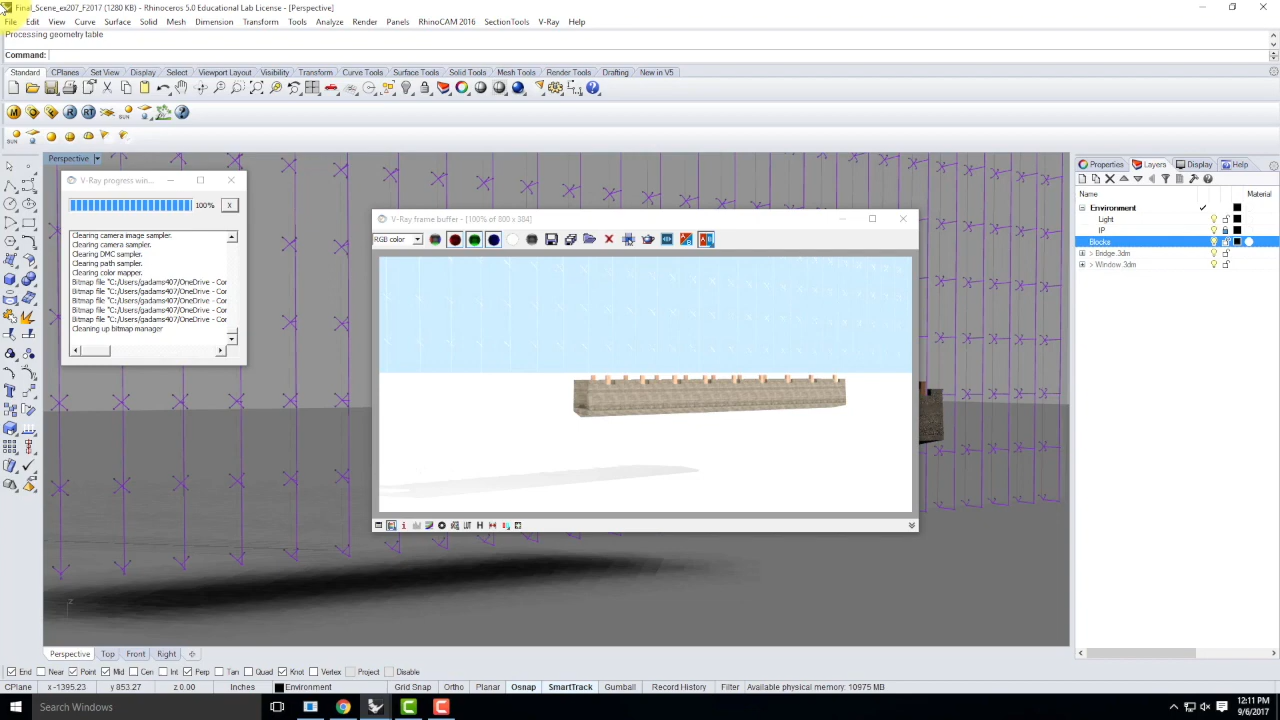 Final_Scene_ex207_F2017 (1280 KB) - Rhinoceros 5.0 Educational Lab License - [Perspective]
File Edit View Curve Surface Solid Mesh Dimension Transform Tools Analyze Render Panels RhinoCAM 2016 SectionTools V-Ray Help
Processing geometry table
Command:
Standard CPlanes Set View Display Select Viewport Layout Visibility Transform Curve Tools Surface Tools Solid Tools Mesh Tools Render Tools Drafting New in V5
SUN
SUN
Perspective
Properties Layers Display Help
Name Material
Environment
Light
IP
Blocks
Bridge.3dm
Window.3dm
V-Ray progress win...
100% X
Clearing camera image sampler.
Clearing camera sampler.
Clearing DMC sampler.
Clearing path sampler.
Clearing color mapper.
Bitmap file "C:/Users/gadams407/OneDrive - Cor
Bitmap file "C:/Users/gadams407/OneDrive - Cor
Bitmap file "C:/Users/gadams407/OneDrive - Cor
Bitmap file "C:/Users/gadams407/OneDrive - Cor
Bitmap file "C:/Users/gadams407/OneDrive - Cor
Cleaning up bitmap manager
V-Ray frame buffer - [100% of 800 x 384]
RGB color
z
Perspective Top Front Right
End Near Point Mid Cen Int Perp Tan Quad Knot Vertex Project Disable
CPlane x -1395.23 y 853.27 z 0.00 Inches Environment Grid Snap Ortho Planar Osnap SmartTrack Gumball Record History Filter Available physical memory: 10975 MB
Search Windows
12:11 PM
9/6/2017